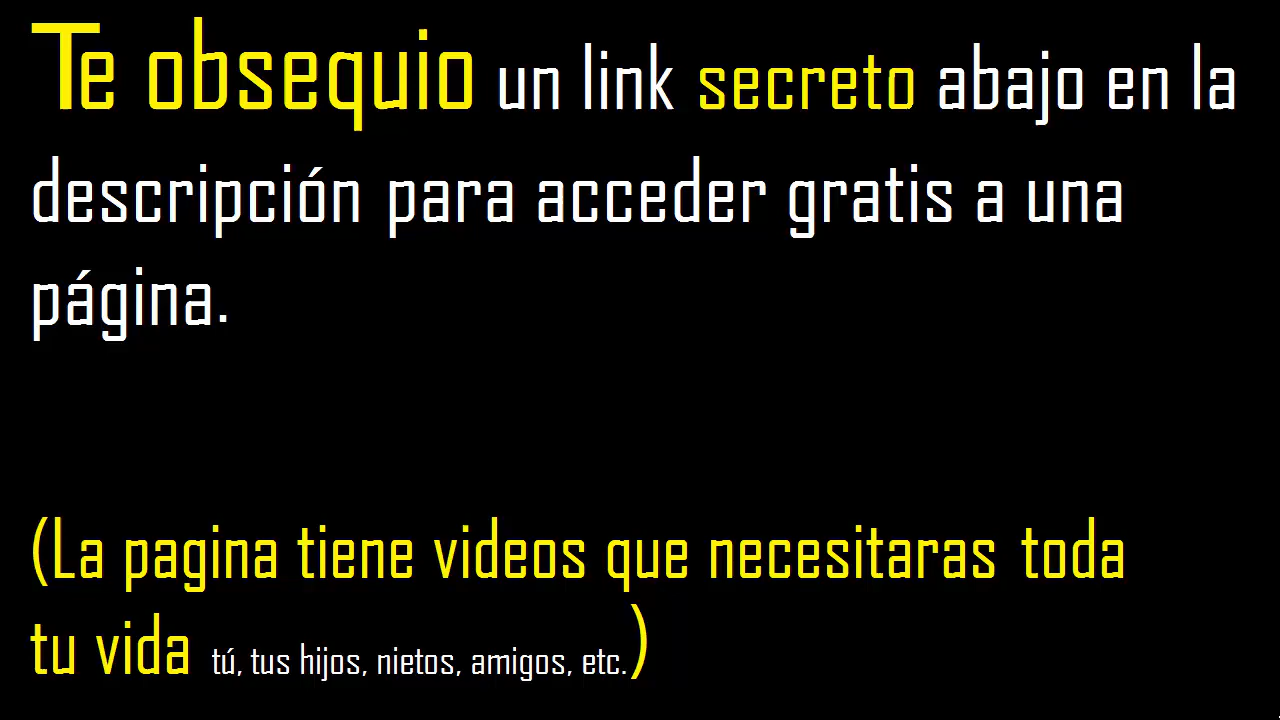 Te obsequio un link secreto abajo en la
descripción para acceder gratis a una
página.
(La pagina tiene videos que necesitaras toda
tu vida tú, tus hijos, nietos, amigos, etc.)